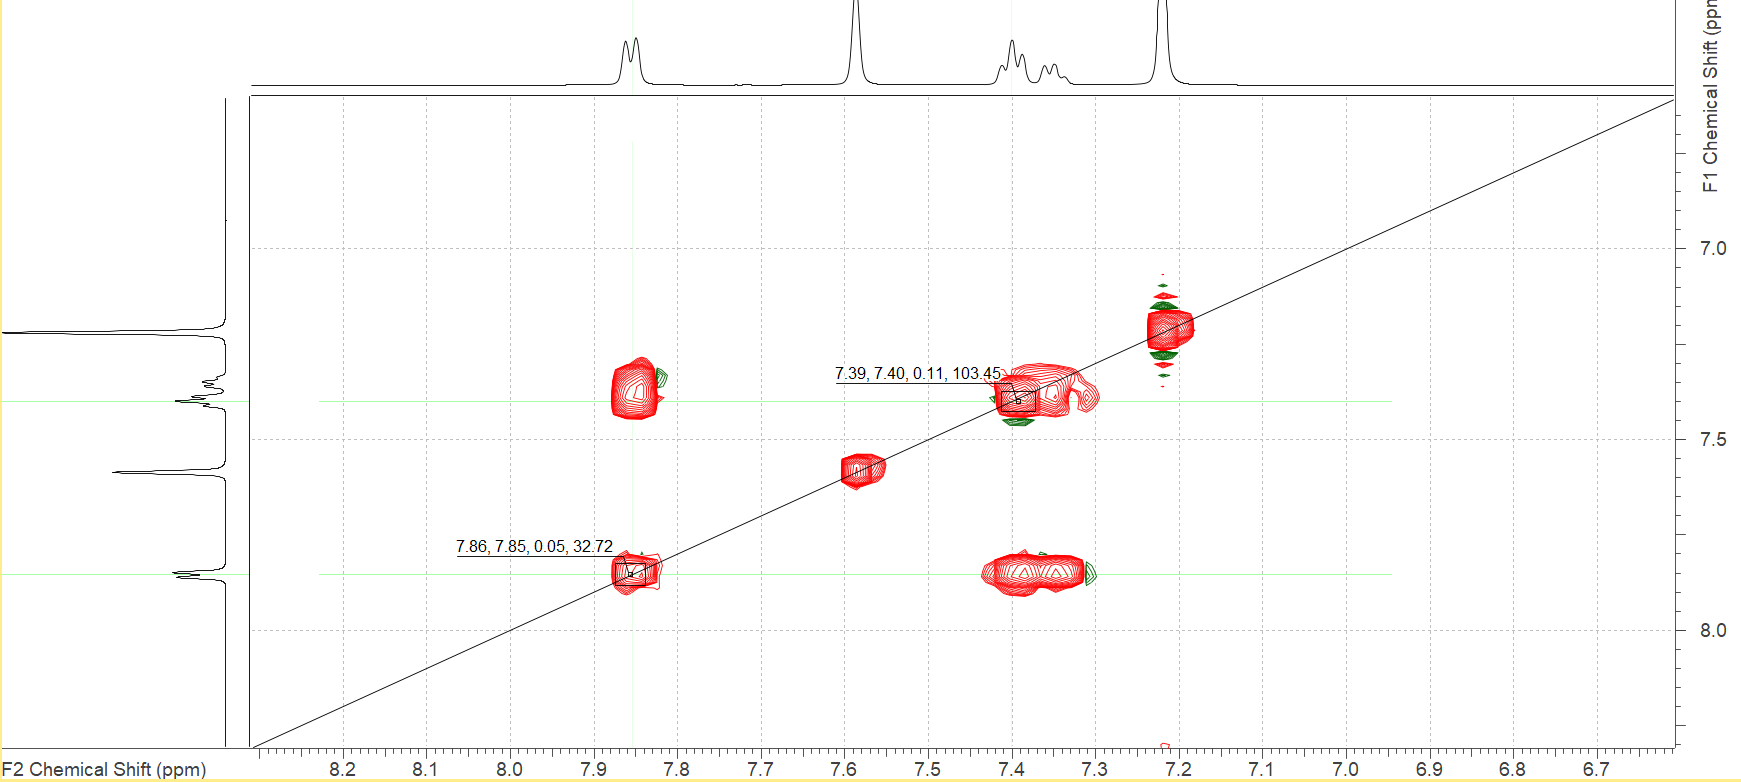 F1 Chemical Shift (ppm
7.0
7.39, 7.40, 0.11, 103.45
7.5
7.86, 7.85, 0.05, 32.72
8.0
F2 Chemical Shift (ppm)
8.2 8.1 8.0 7.9 7.8 7.7 7.6 7.5 7.4 7.3 7.2 7.1 7.0 6.9 6.8 6.7